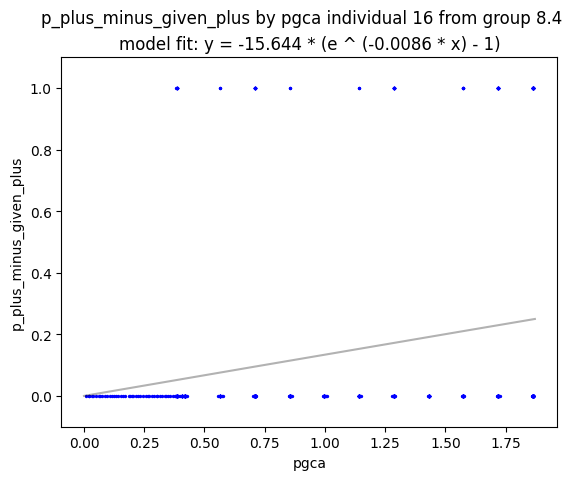 p_plus_minus_given_plus by pgca individual 16 from group 8.4
model fit: y = -15.644 * (e ^ (-0.0086 * x) - 1)
1.0
0.8
0.6
0.4
0.2
0.0
p_plus_minus_given_plus
0.00 0.25 0.50 0.75 1.00 1.25 1.50 1.75
pgca